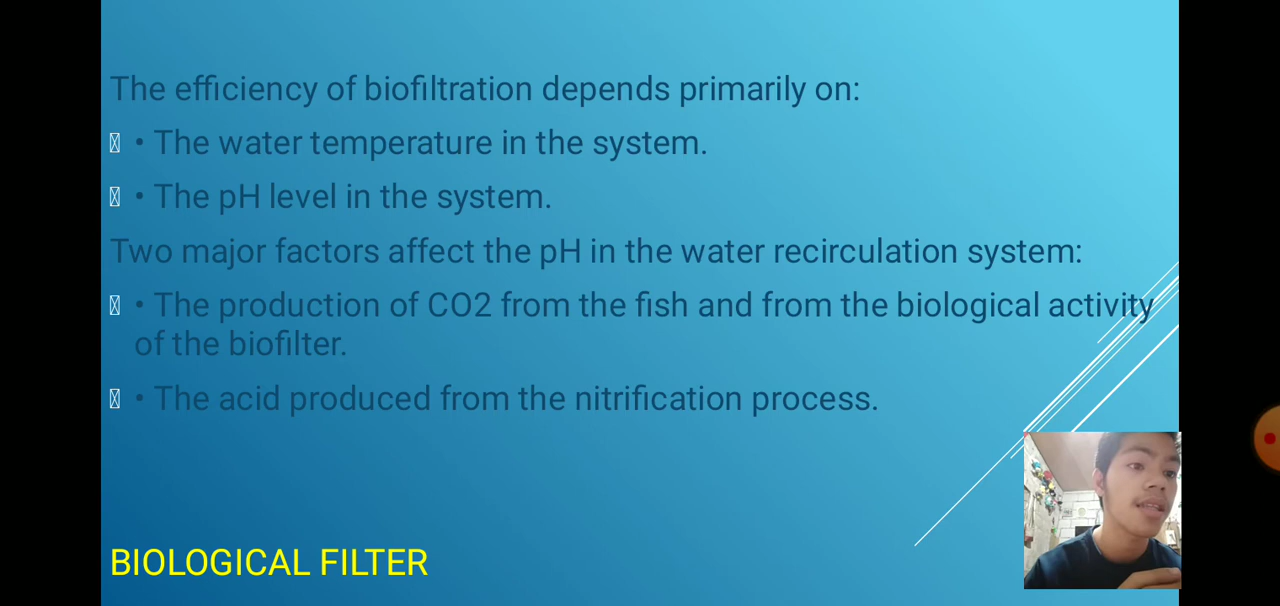 The efficiency of biofiltration depends primarily on:
• The water temperature in the system.
• The pH level in the system.
Two major factors affect the pH in the water recirculation system:
• The production of CO2 from the fish and from the biological activity
of the biofilter.
• The acid produced from the nitrification process.
BIOLOGICAL FILTER